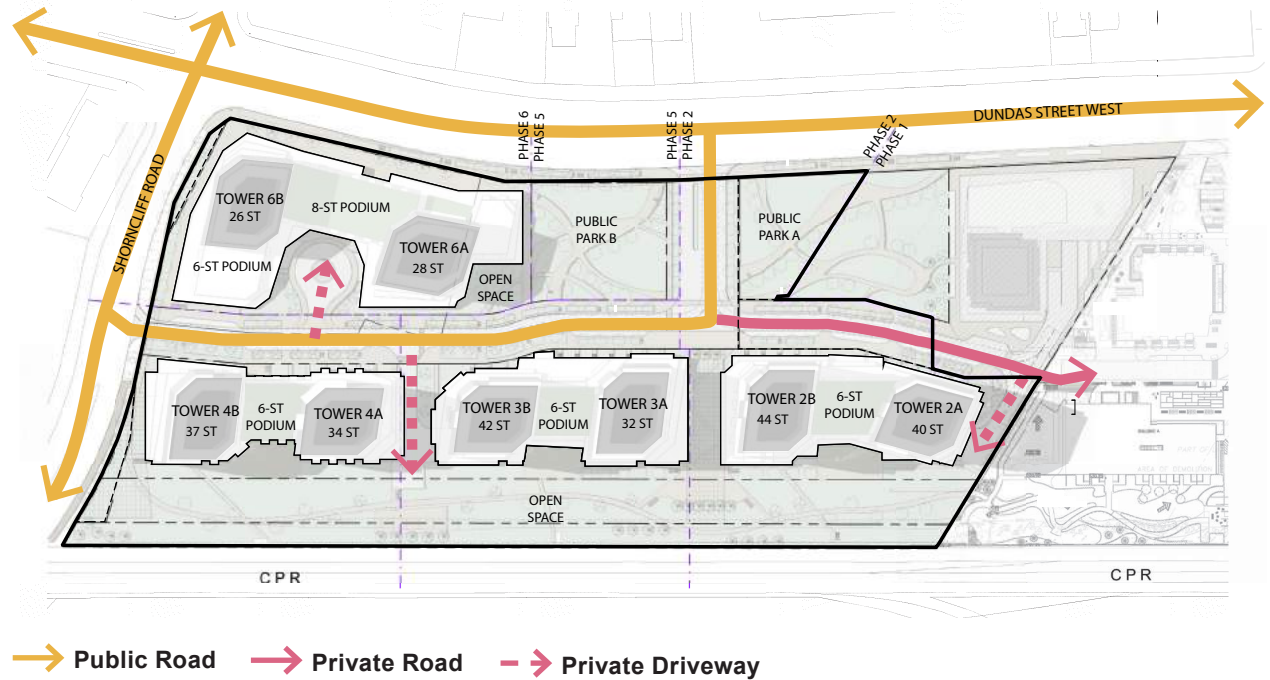 DUNDAS STREET WEST
SHORNCLIFF ROAD
PHASE 6
PHASE 5
PHASE 5
PHASE 2
PHASE 2
PHASE 1
TOWER 6B
26 ST
8-ST PODIUM
6-ST PODIUM
TOWER 6A
28 ST
OPEN
SPACE
PUBLIC
PARK B
PUBLIC
PARK A
TOWER 4B
37 ST
6-ST
PODIUM
TOWER 4A
34 ST
TOWER 3B
42 ST
6-ST
PODIUM
TOWER 3A
32 ST
TOWER 2B
44 ST
6-ST
PODIUM
TOWER 2A
40 ST
AREA OF DEMOLITION
OPEN
SPACE
CPR
CPR
Public Road
Private Road
Private Driveway